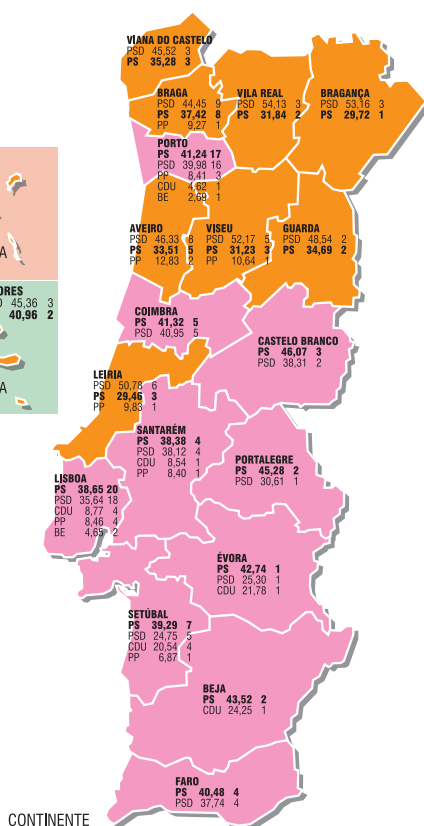 VIANA DO CASTELO
PSD 45,52 3
PS 35,28 3
BRAGA
PSD 44,45 9
PS 37,42 8
PP 9,27 1
VILA REAL
PSD 54,13 3
PS 31,84 2
BRAGANÇA
PSD 53,16 3
PS 29,72 1
PORTO
PS 41,24 17
PSD 39,98 16
PP 8,41 3
CDU 4,62 1
BE 2,68 1
AVEIRO
PSD 46,33 8
PS 33,51 5
PP 12,83 2
VISEU
PSD 52,17 5
PS 31,23 3
PP 10,64 1
GUARDA
PSD 48,54 2
PS 34,69 2
A
ORES
D 45,36 3
40,96 2
A
COIMBRA
PS 41,32 5
PSD 40,95 5
CASTELO BRANCO
PS 46,07 3
PSD 38,31 2
LEIRIA
PSD 50,78 6
PS 29,46 3
PP 9,83 1
SANTARÉM
PS 38,38 4
PSD 38,12 4
CDU 8,54 1
PP 8,40 1
PORTALEGRE
PS 45,28 2
PSD 30,61 1
LISBOA
PS 38,65 20
PSD 35,64 18
CDU 8,77 4
PP 8,46 4
BE 4,65 2
ÉVORA
PS 42,74 1
PSD 25,30 1
CDU 21,78 1
SETÚBAL
PS 39,29 7
PSD 24,75 5
CDU 20,54 4
PP 6,87 1
BEJA
PS 43,52 2
CDU 24,25 1
FARO
PS 40,48 4
PSD 37,74 4
CONTINENTE